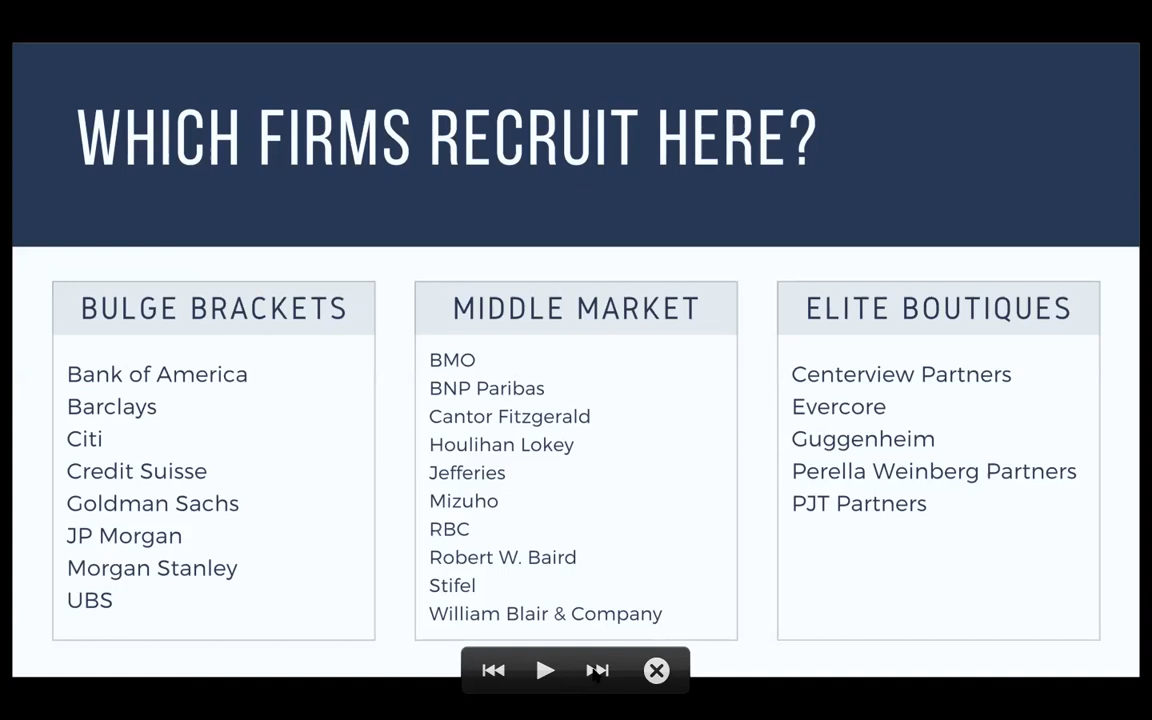 WHICH FIRMS RECRUIT HERE?
BULGE BRACKETS
Bank of America
Barclays
Citi
Credit Suisse
Goldman Sachs
JP Morgan
Morgan Stanley
UBS
MIDDLE MARKET
BMO
BNP Paribas
Cantor Fitzgerald
Houlihan Lokey
Jefferies
Mizuho
RBC
Robert W. Baird
Stifel
William Blair & Company
ELITE BOUTIQUES
Centerview Partners
Evercore
Guggenheim
Perella Weinberg Partners
PJT Partners